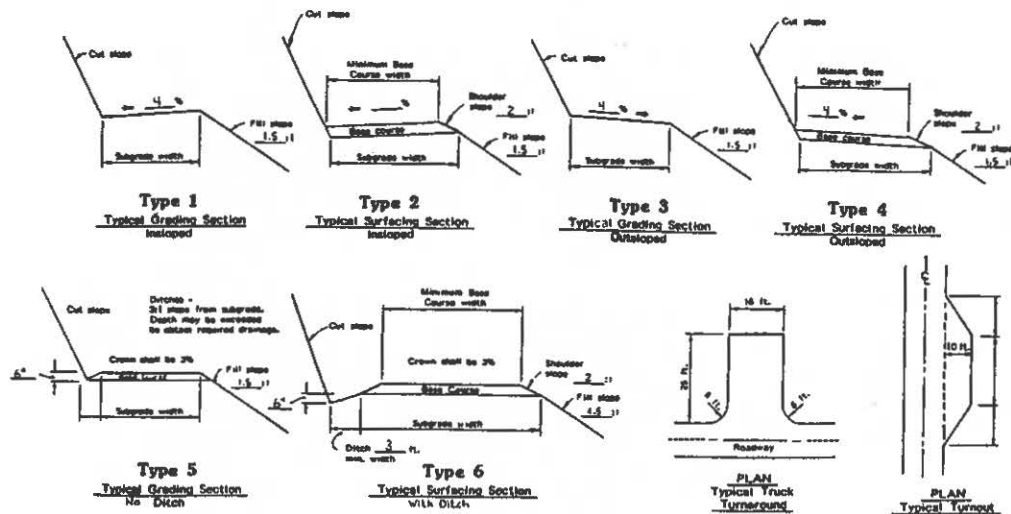 Cut slope
← 4 %
Fill slope
1.5 :1
Subgrade width
Type 1
Typical Grading Section
Insloped
Cut slope
Minimum Base
Course width
← %
Shoulder
slope
2 :1
Base course
Fill slope
1.5 :1
Subgrade width
Type 2
Typical Surfacing Section
Insloped
Cut slope
4 % →
Fill slope
1.5 :1
Subgrade width
Type 3
Typical Grading Section
Outsloped
Cut slope
Minimum Base
Course width
4 % ←
Shoulder
slope
2 :1
Base course
Fill slope
1.5 :1
Subgrade width
Type 4
Typical Surfacing Section
Outsloped
Cut slope
Ditches -
3:1 slope from subgrade.
Depth may be exceeded
to obtain required drainage.
Crown shall be 3%
6"
Fill slope
1.5 :1
Subgrade width
Type 5
Typical Grading Section
No Ditch
Cut slope
Minimum Base
Course width
Crown shall be 3%
Shoulder
slope
2 :1
Base Course
6"
Fill slope
:1
Subgrade width
Ditch 3 ft.
min. width
Type 6
Typical Surfacing Section
With Ditch
16 ft.
25 ft.
6 ft.
Roadway
PLAN
Typical Truck
Turnaround
10 ft.
PLAN
Typical Turnout